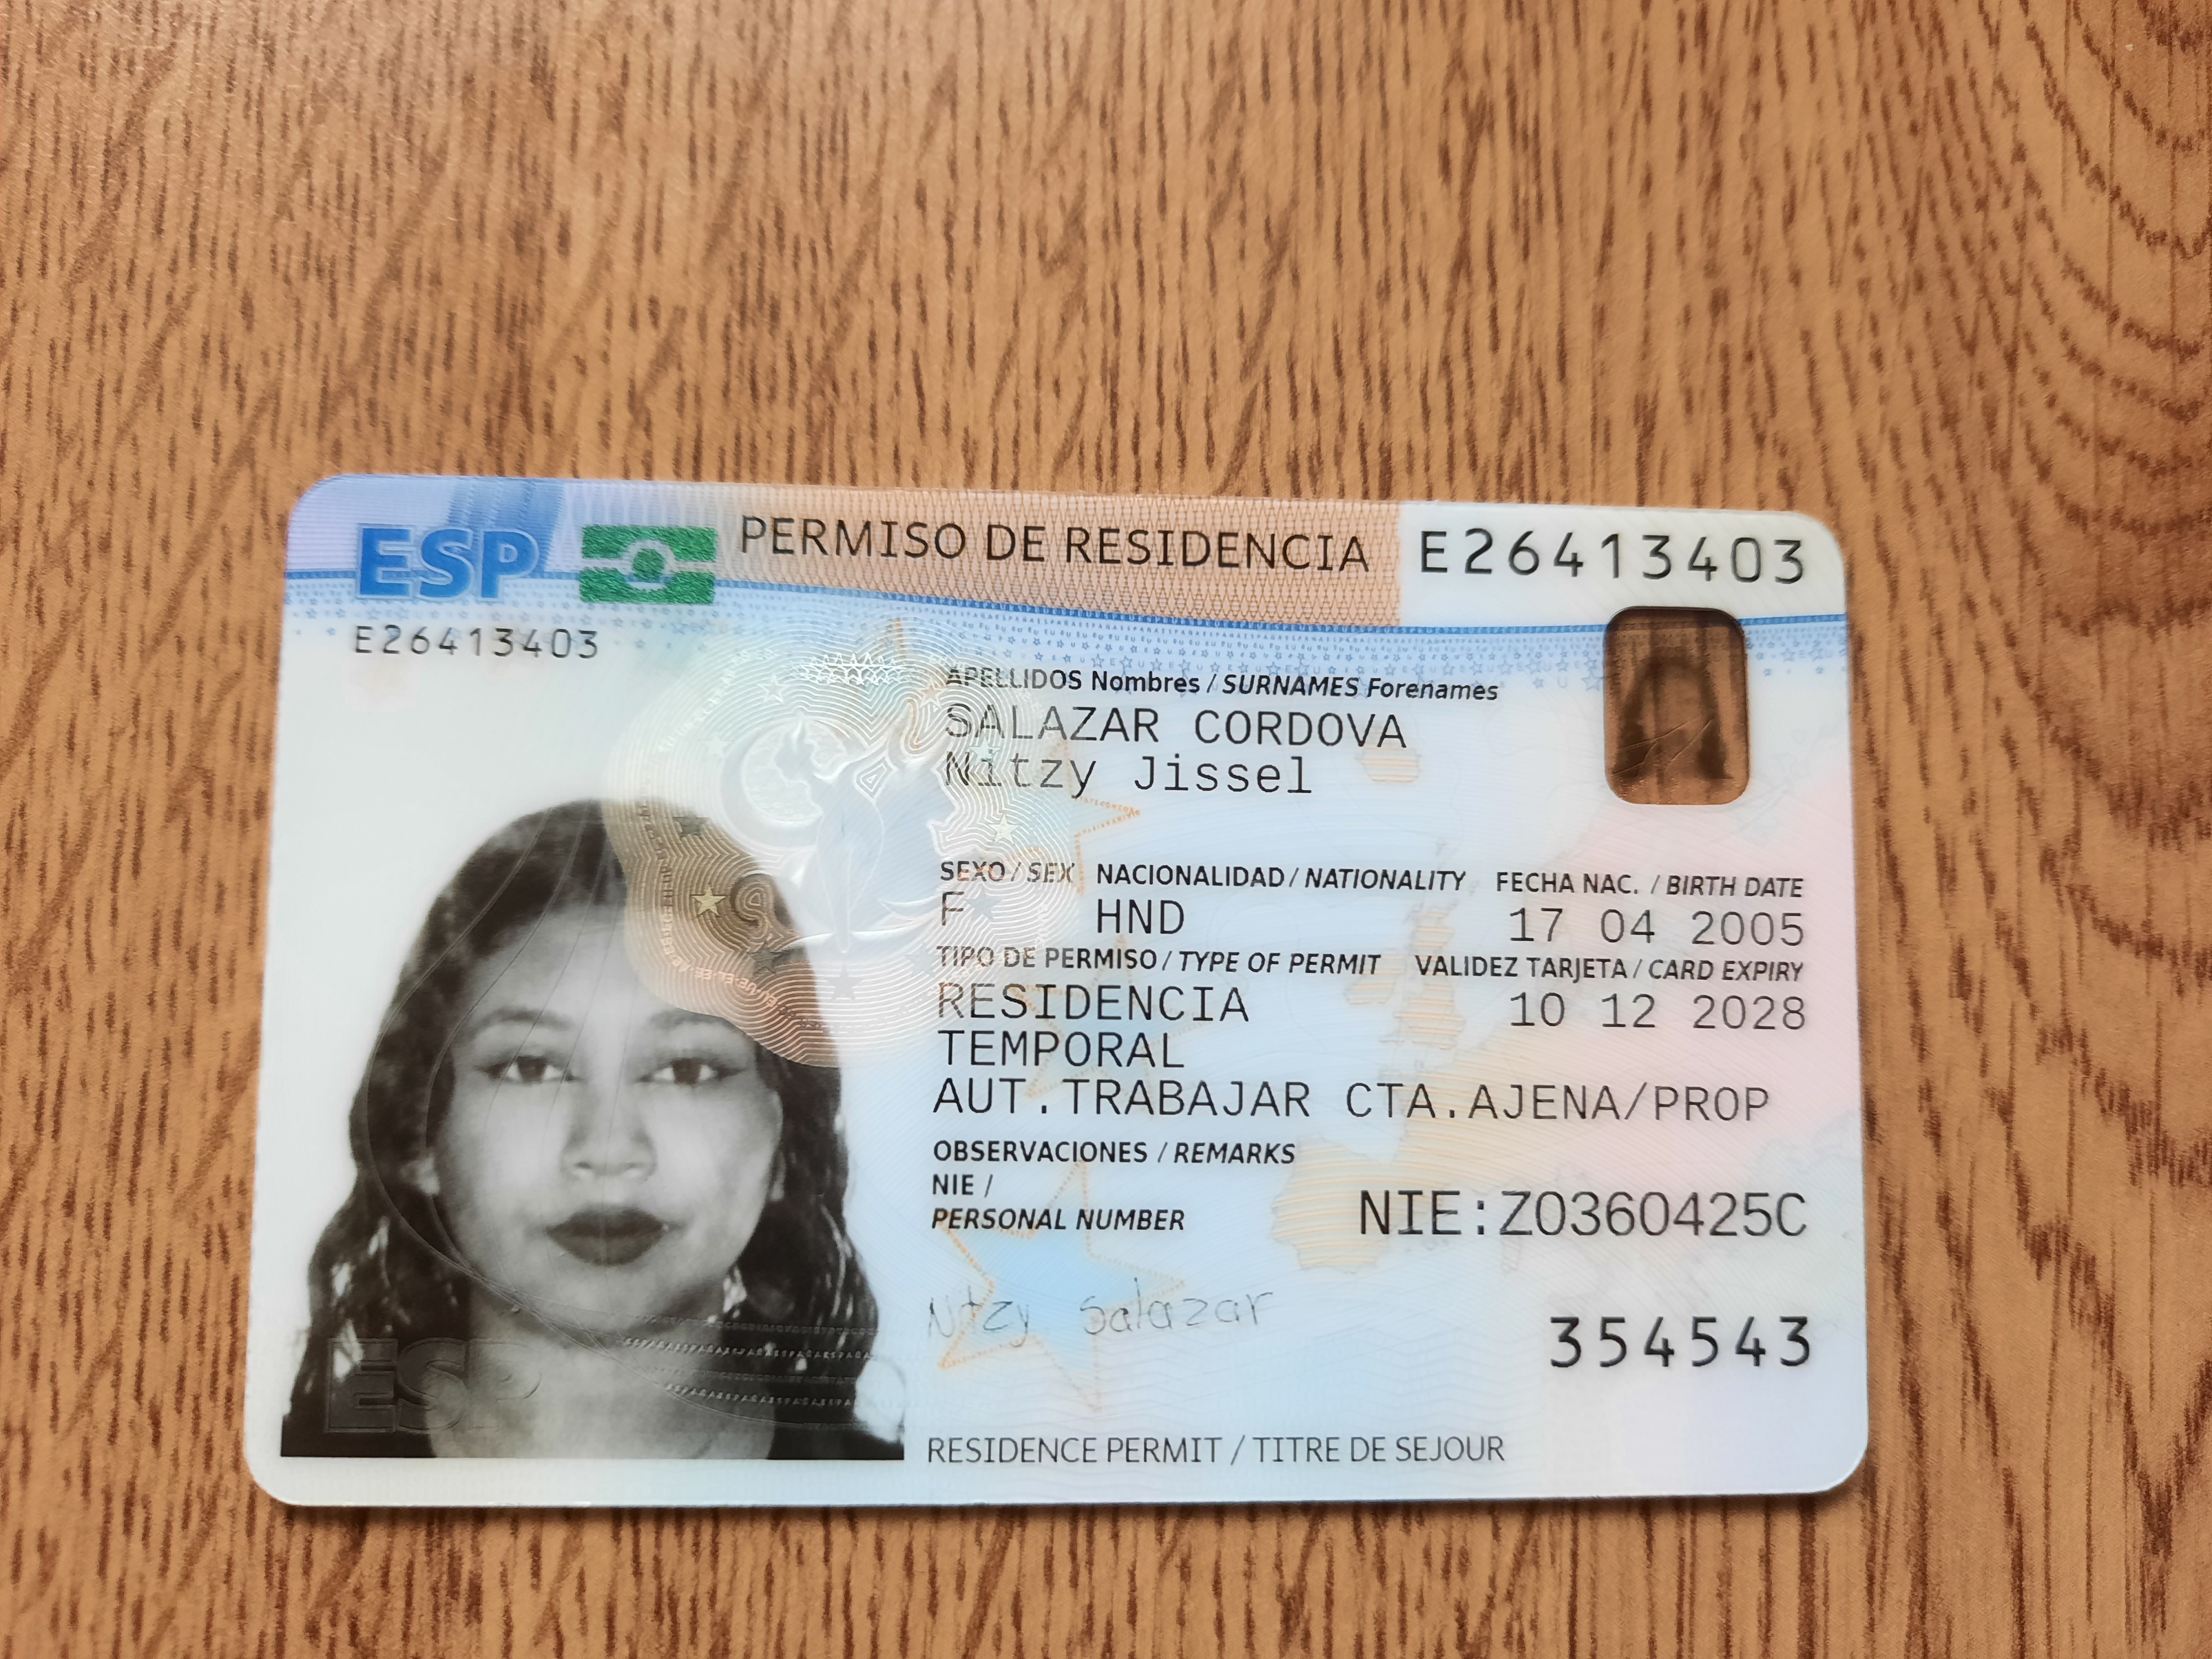 ESP PERMISO DE RESIDENCIA E26413403
E26413403
APELLIDOS Nombres / SURNAMES Forenames
SALAZAR CORDOVA
Nitzy Jissel
SEXO / SEX NACIONALIDAD / NATIONALITY FECHA NAC. / BIRTH DATE
F HND 17 04 2005
TIPO DE PERMISO / TYPE OF PERMIT VALIDEZ TARJETA / CARD EXPIRY
RESIDENCIA 10 12 2028
TEMPORAL
AUT.TRABAJAR CTA.AJENA/PROP
OBSERVACIONES / REMARKS
NIE /
PERSONAL NUMBER NIE:Z0360425C
Nitzy Salazar
354543
RESIDENCE PERMIT / TITRE DE SEJOUR
ESP